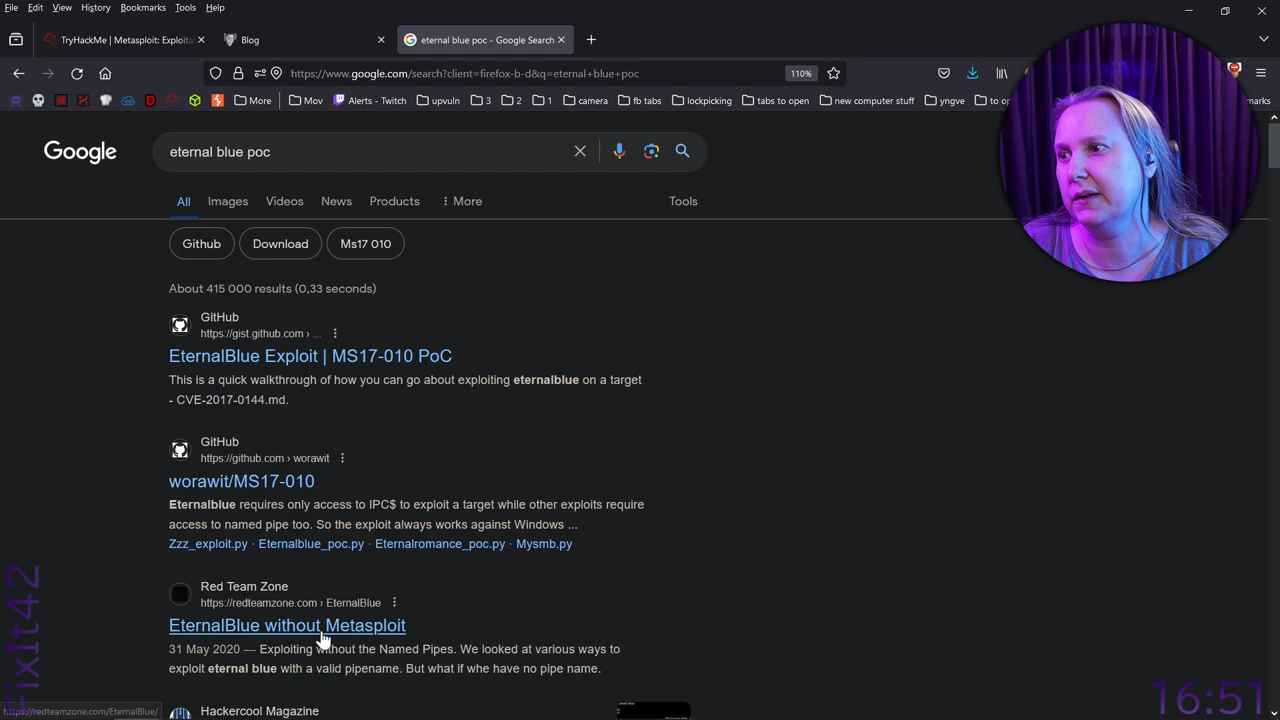 File Edit View History Bookmarks Tools Help
TryHackMe | Metasploit: Exploita
Blog
eternal blue poc - Google Search
https://www.google.com/search?client=firefox-b-d&q=eternal+blue+poc
110%
More
Mov
Alerts - Twitch
upvuln
3
2
1
camera
fb tabs
lockpicking
tabs to open
new computer stuff
yngve
to op
marks
Google
eternal blue poc
All Images Videos News Products More Tools
Github Download Ms17 010
About 415 000 results (0,33 seconds)
GitHub
https://gist.github.com › ...
EternalBlue Exploit | MS17-010 PoC
This is a quick walkthrough of how you can go about exploiting eternalblue on a target
- CVE-2017-0144.md.
GitHub
https://github.com › worawit
worawit/MS17-010
Eternalblue requires only access to IPC$ to exploit a target while other exploits require
access to named pipe too. So the exploit always works against Windows ...
Zzz_exploit.py · Eternalblue_poc.py · Eternalromance_poc.py · Mysmb.py
Red Team Zone
https://redteamzone.com › EternalBlue
EternalBlue without Metasploit
31 May 2020 — Exploiting without the Named Pipes. We looked at various ways to
exploit eternal blue with a valid pipename. But what if whe have no pipe name.
Hackercool Magazine
https://redteamzone.com/EternalBlue/
FixIt42
16:51